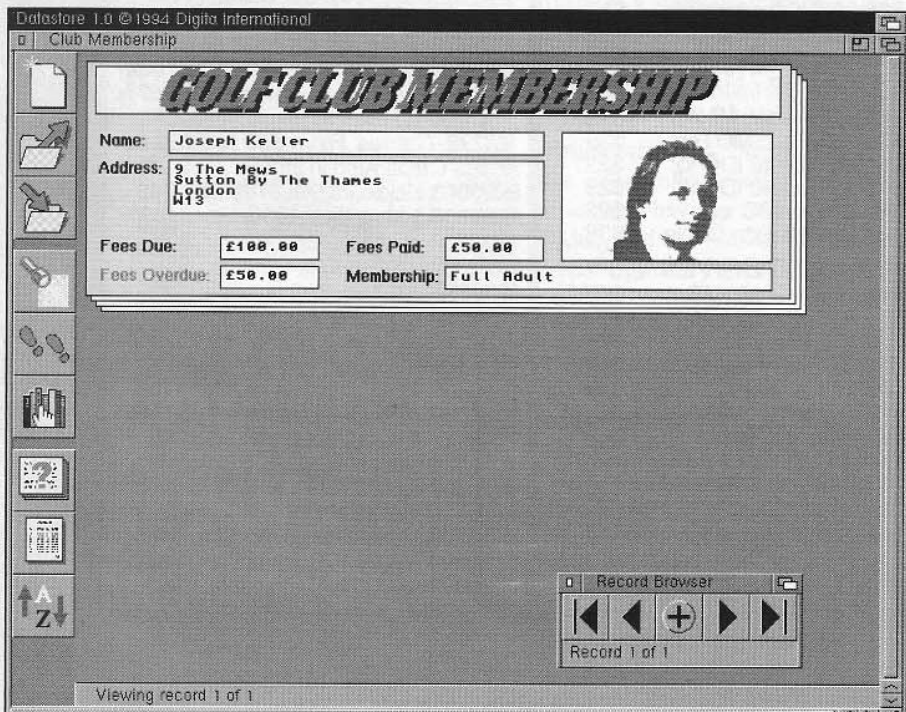 Datastore 1.0 ©1994 Digita International
Club Membership
GOLF CLUB MEMBERSHIP
Name: Joseph Keller
Address: 9 The Mews
Sutton By The Thames
London
W13
Fees Due: £100.00 Fees Paid: £50.00
Fees Overdue: £50.00 Membership: Full Adult
?
A
Z
Record Browser
Record 1 of 1
Viewing record 1 of 1